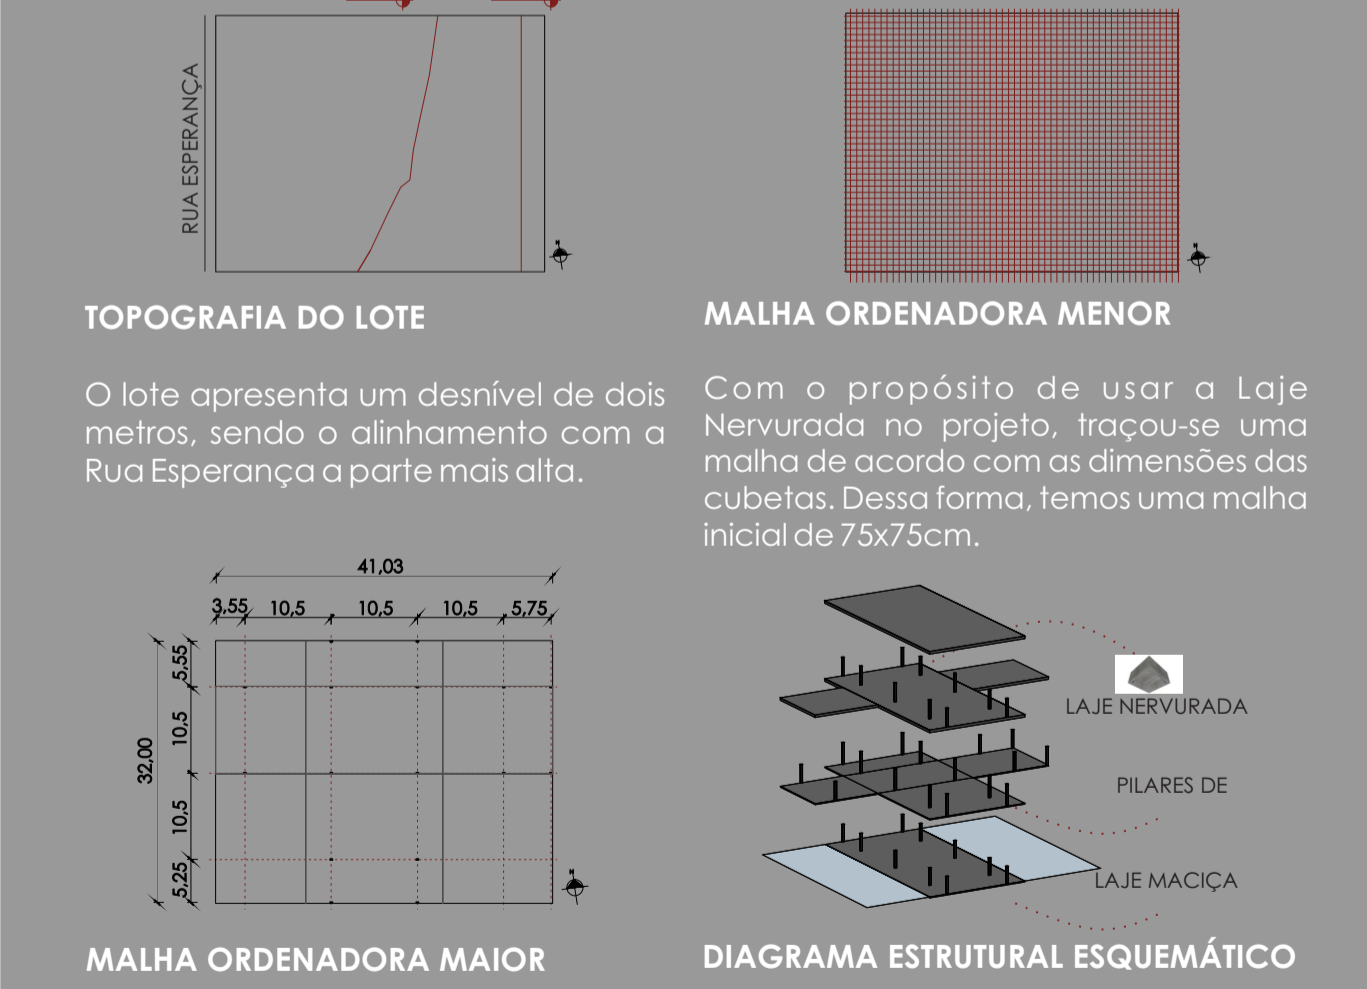 RUA ESPERANÇA
TOPOGRAFIA DO LOTE
O lote apresenta um desnível de dois
metros, sendo o alinhamento com a
Rua Esperança a parte mais alta.
N
MALHA ORDENADORA MENOR
Com o propósito de usar a Laje
Nervurada no projeto, traçou-se uma
malha de acordo com as dimensões das
cubetas. Dessa forma, temos uma malha
inicial de 75x75cm.
N
41,03
3,55 10,5 10,5 10,5 5,75
5,55
10,5
32,00
10,5
5,25
N
MALHA ORDENADORA MAIOR
LAJE NERVURADA
PILARES DE
LAJE MACIÇA
DIAGRAMA ESTRUTURAL ESQUEMÁTICO